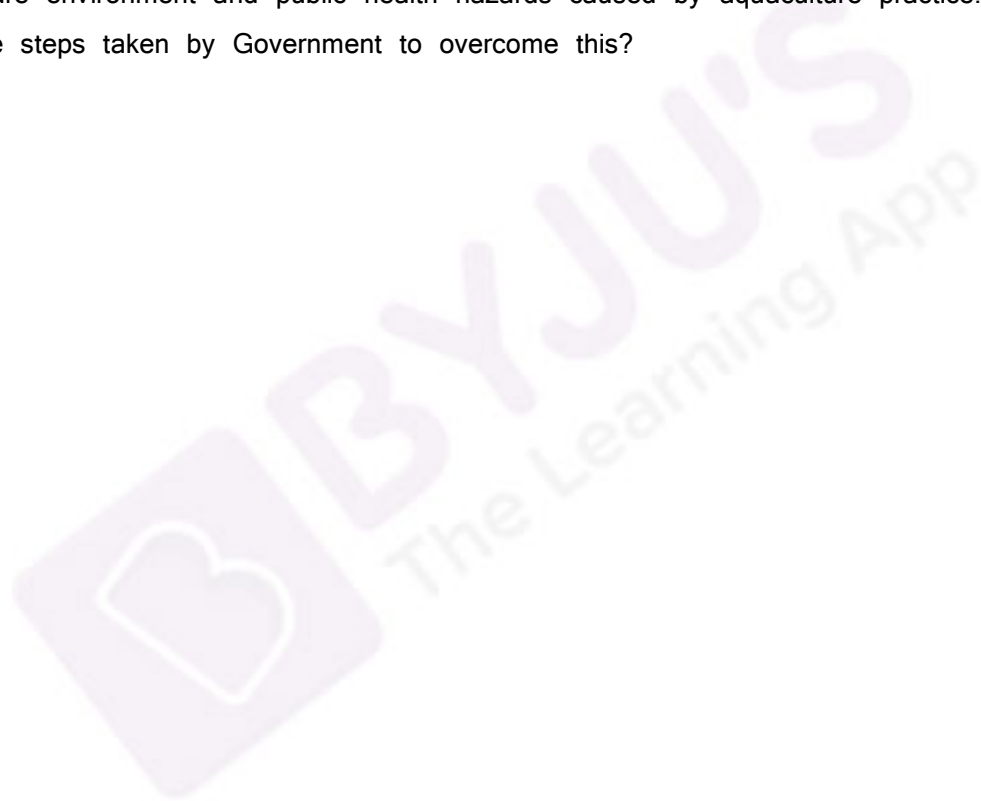 environment and public health hazards caused by aquaculture practice.
steps taken by Government to overcome this?
BYJU'S
The Learning App